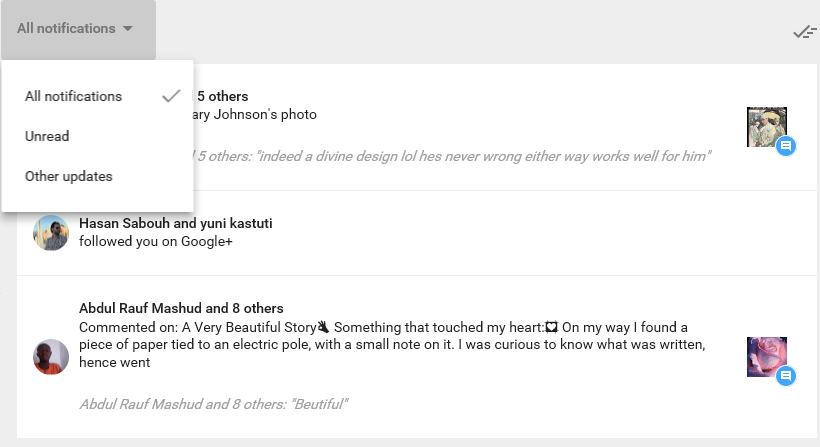 All notifications
All notifications
Unread
Other updates
5 others
ary Johnson's photo
5 others: "indeed a divine design lol hes never wrong either way works well for him"
Hasan Sabouh and yuni kastuti
followed you on Google+
Abdul Rauf Mashud and 8 others
Commented on: A Very Beautiful Story Something that touched my heart: On my way I found a
piece of paper tied to an electric pole, with a small note on it. I was curious to know what was written,
hence went
Abdul Rauf Mashud and 8 others: "Beutiful"